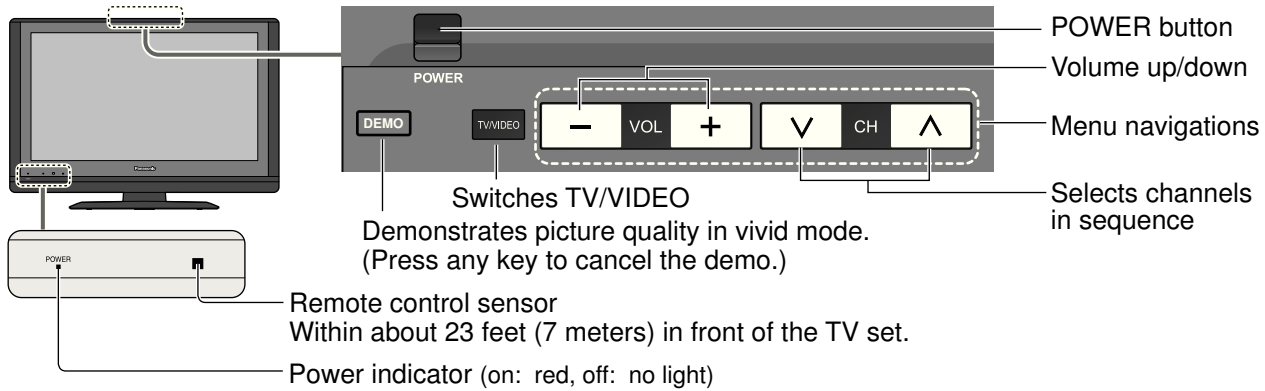 POWER button
POWER
Volume up/down
DEMO
TV/VIDEO
− VOL +
∨ CH ∧
Menu navigations
Panasonic
Switches TV/VIDEO
Selects channels
in sequence
Demonstrates picture quality in vivid mode.
(Press any key to cancel the demo.)
POWER
Remote control sensor
Within about 23 feet (7 meters) in front of the TV set.
Power indicator (on: red, off: no light)